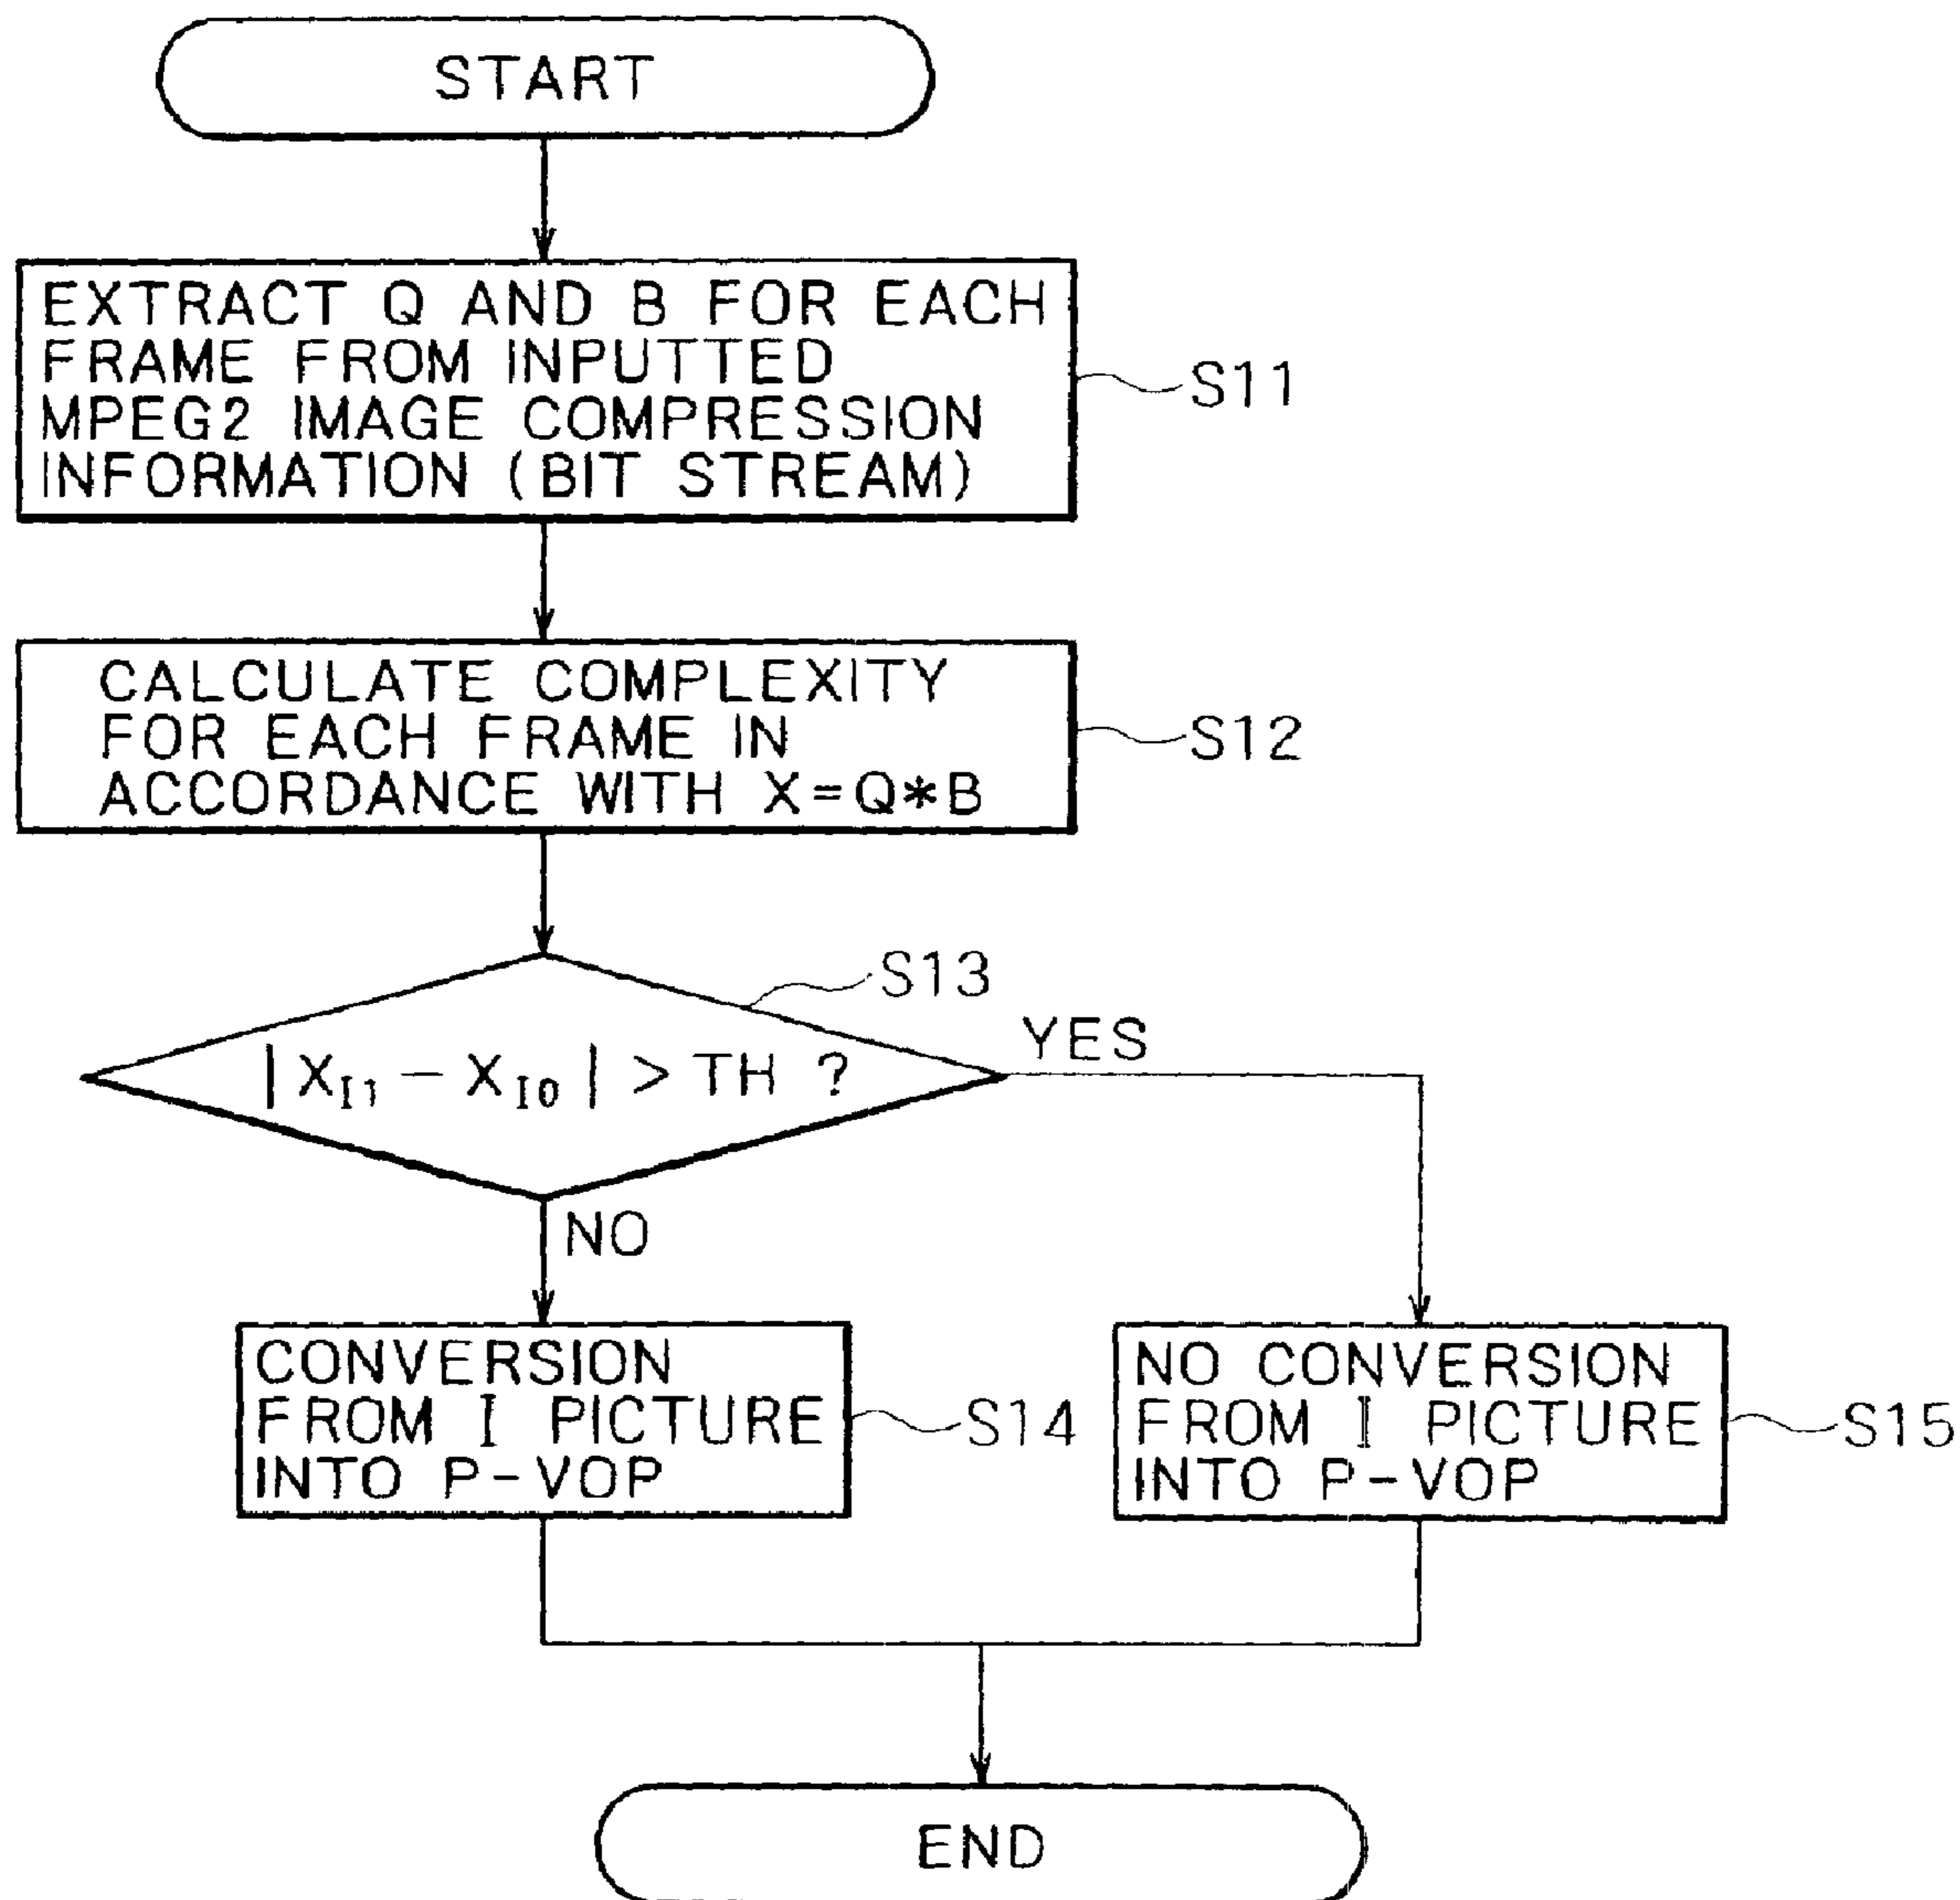 START
EXTRACT Q AND B FOR EACH
FRAME FROM INPUTTED
MPEG2 IMAGE COMPRESSION
INFORMATION (BIT STREAM)
S11
CALCULATE COMPLEXITY
FOR EACH FRAME IN
ACCORDANCE WITH X=Q*B
S12
S13
|X_I1 − X_I0| > TH ?
YES
NO
CONVERSION
FROM I PICTURE
INTO P-VOP
S14
NO CONVERSION
FROM I PICTURE
INTO P-VOP
S15
END